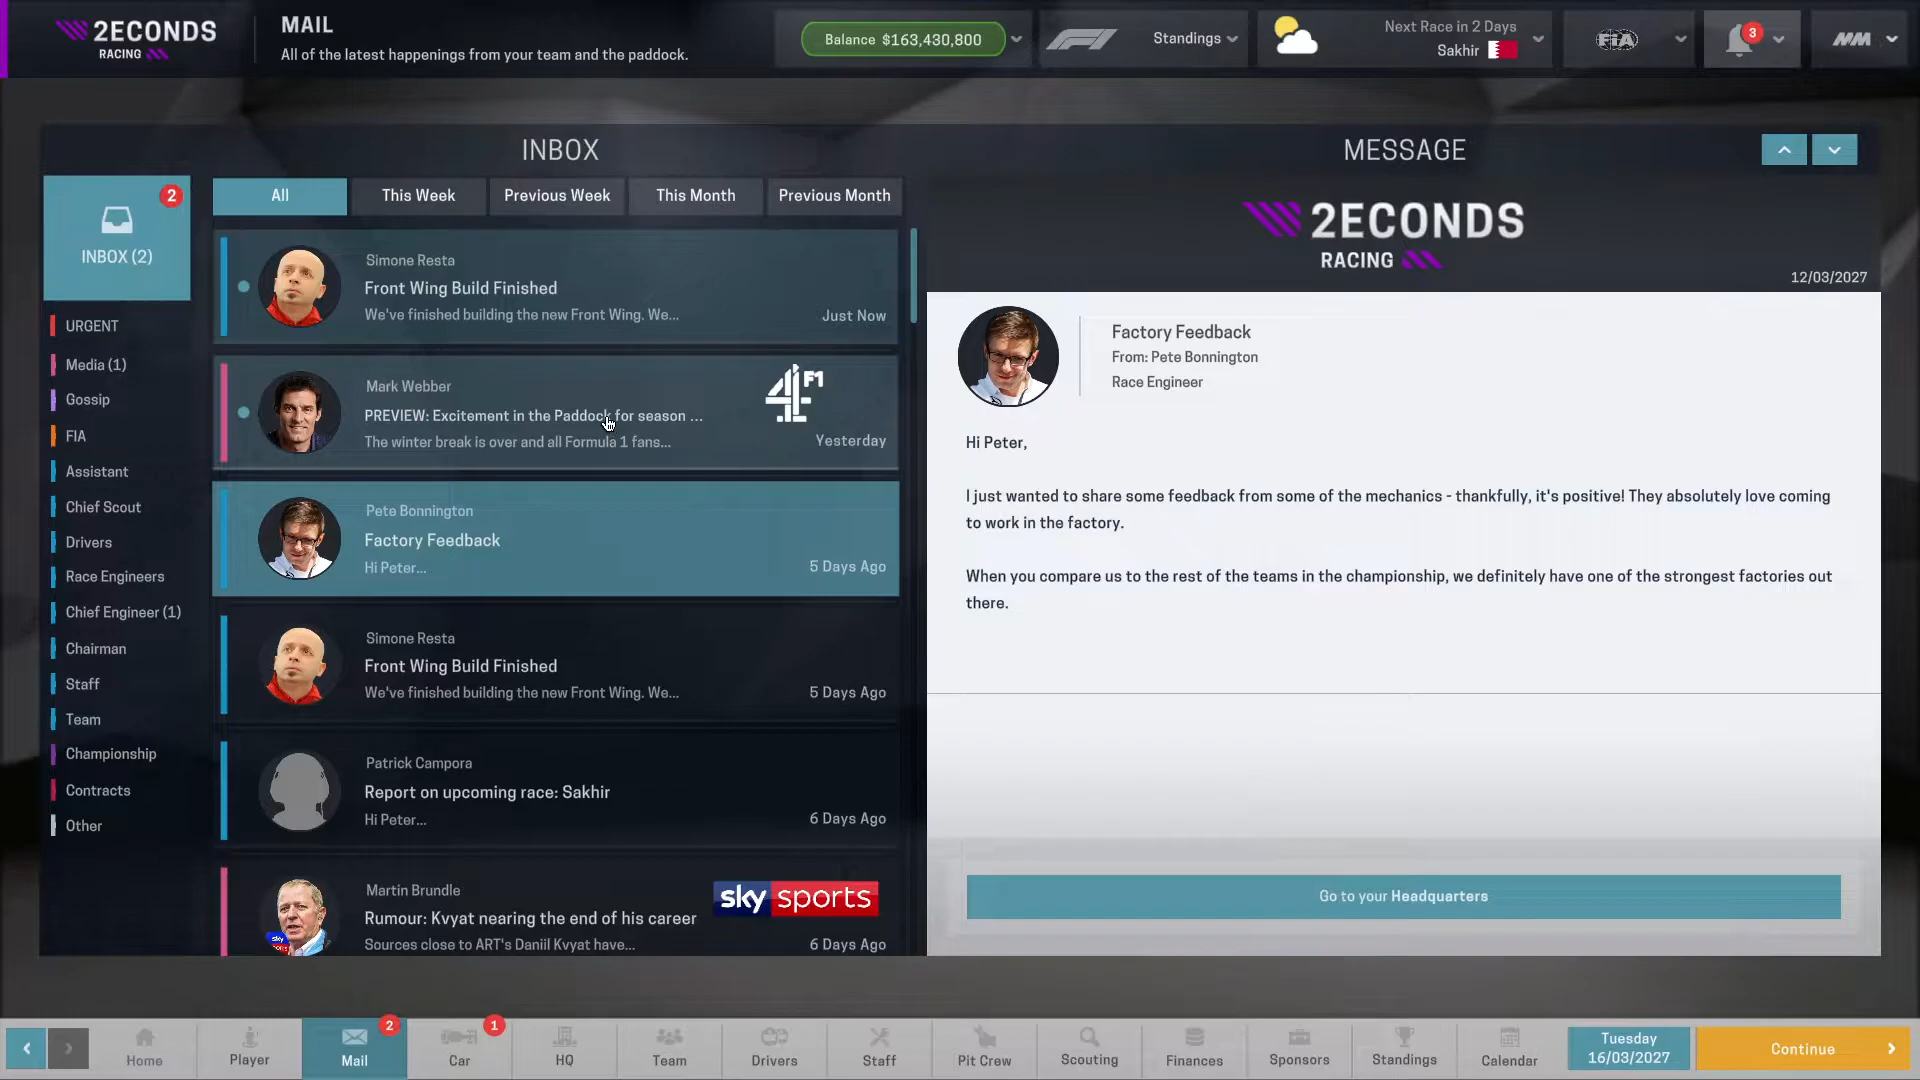 2ECONDS
RACING
MAIL
All of the latest happenings from your team and the paddock.
Balance $163,430,800
Standings
Next Race in 2 Days
Sakhir
FIA
3
INBOX
MESSAGE
2
INBOX (2)
URGENT
Media (1)
Gossip
FIA
Assistant
Chief Scout
Drivers
Race Engineers
Chief Engineer (1)
Chairman
Staff
Team
Championship
Contracts
Other
All
This Week
Previous Week
This Month
Previous Month
Simone Resta
Front Wing Build Finished
We've finished building the new Front Wing. We...
Just Now
Mark Webber
PREVIEW: Excitement in the Paddock for season ...
The winter break is over and all Formula 1 fans...
4 F1
Yesterday
Pete Bonnington
Factory Feedback
Hi Peter...
5 Days Ago
Simone Resta
Front Wing Build Finished
We've finished building the new Front Wing. We...
5 Days Ago
Patrick Campora
Report on upcoming race: Sakhir
Hi Peter...
6 Days Ago
Martin Brundle
Rumour: Kvyat nearing the end of his career
Sources close to ART's Daniil Kvyat have...
sky sports
6 Days Ago
2ECONDS
RACING
12/03/2027
Factory Feedback
From: Pete Bonnington
Race Engineer
Hi Peter,
I just wanted to share some feedback from some of the mechanics - thankfully, it's positive! They absolutely love coming
to work in the factory.
When you compare us to the rest of the teams in the championship, we definitely have one of the strongest factories out
there.
Go to your Headquarters
Home
Player
2
Mail
1
Car
HQ
Team
Drivers
Staff
Pit Crew
Scouting
Finances
Sponsors
Standings
Calendar
Tuesday
16/03/2027
Continue